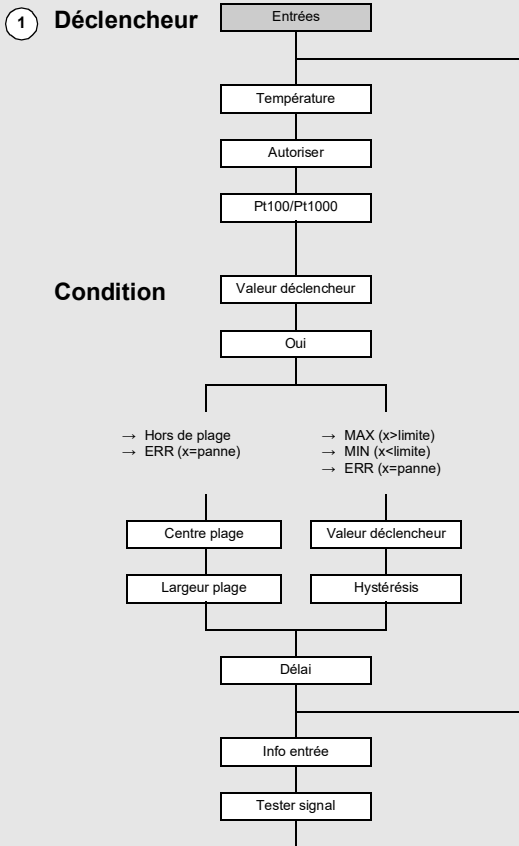 1 Déclencheur
Entrées
Température
Autoriser
Pt100/Pt1000
Condition
Valeur déclencheur
Oui
→ Hors de plage
→ ERR (x=panne)
→ MAX (x>limite)
→ MIN (x<limite)
→ ERR (x=panne)
Centre plage
Valeur déclencheur
Largeur plage
Hystérésis
Délai
Info entrée
Tester signal